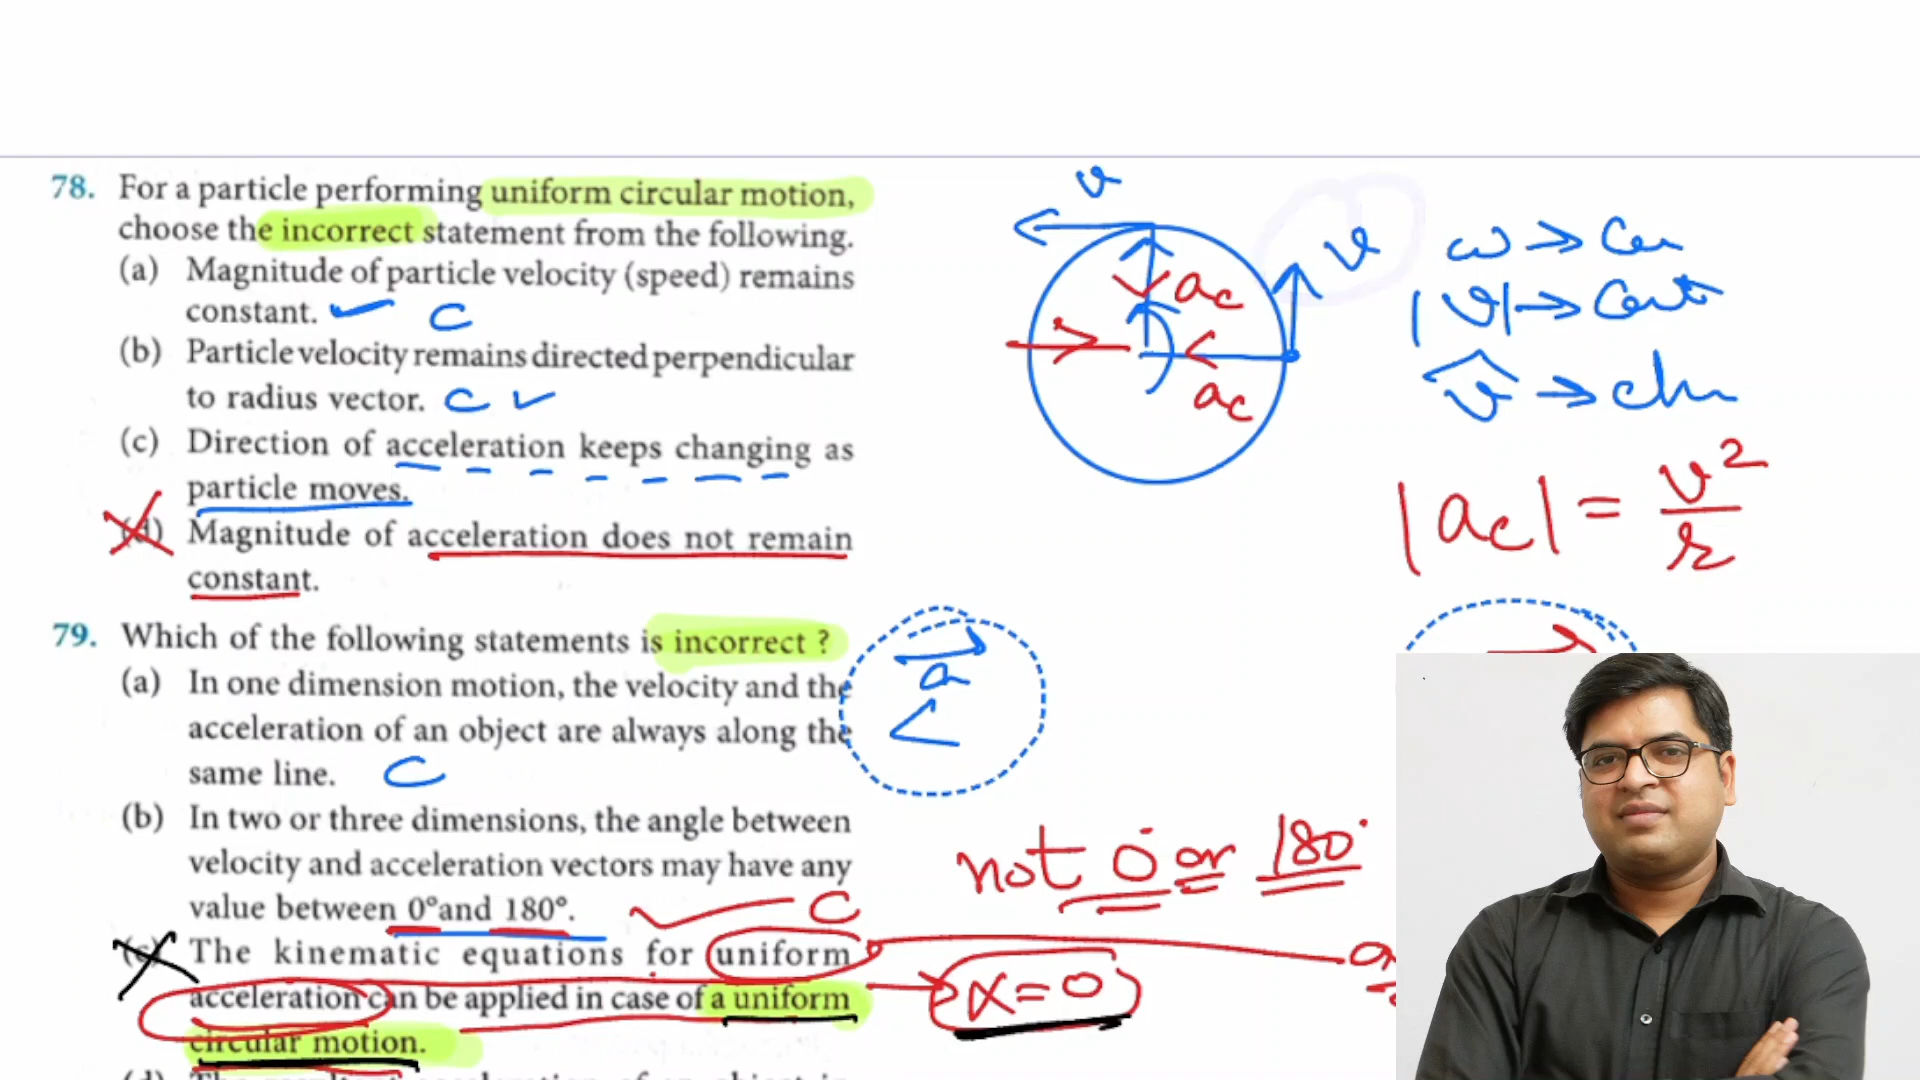 78. For a particle performing uniform circular motion,
choose the incorrect statement from the following.
(a) Magnitude of particle velocity (speed) remains
constant. C
(b) Particle velocity remains directed perpendicular
to radius vector. C
(c) Direction of acceleration keeps changing as
particle moves.
(d) Magnitude of acceleration does not remain
constant.
v
v
ac
ac
ω → Con
|v| → Const
v → cha
|ac| = v²/r
79. Which of the following statements is incorrect ?
(a) In one dimension motion, the velocity and the
acceleration of an object are always along the
same line. C
a
(b) In two or three dimensions, the angle between
velocity and acceleration vectors may have any
value between 0° and 180°. C
not 0° or 180°
(c) The kinematic equations for uniform
acceleration can be applied in case of a uniform
circular motion.
α = 0